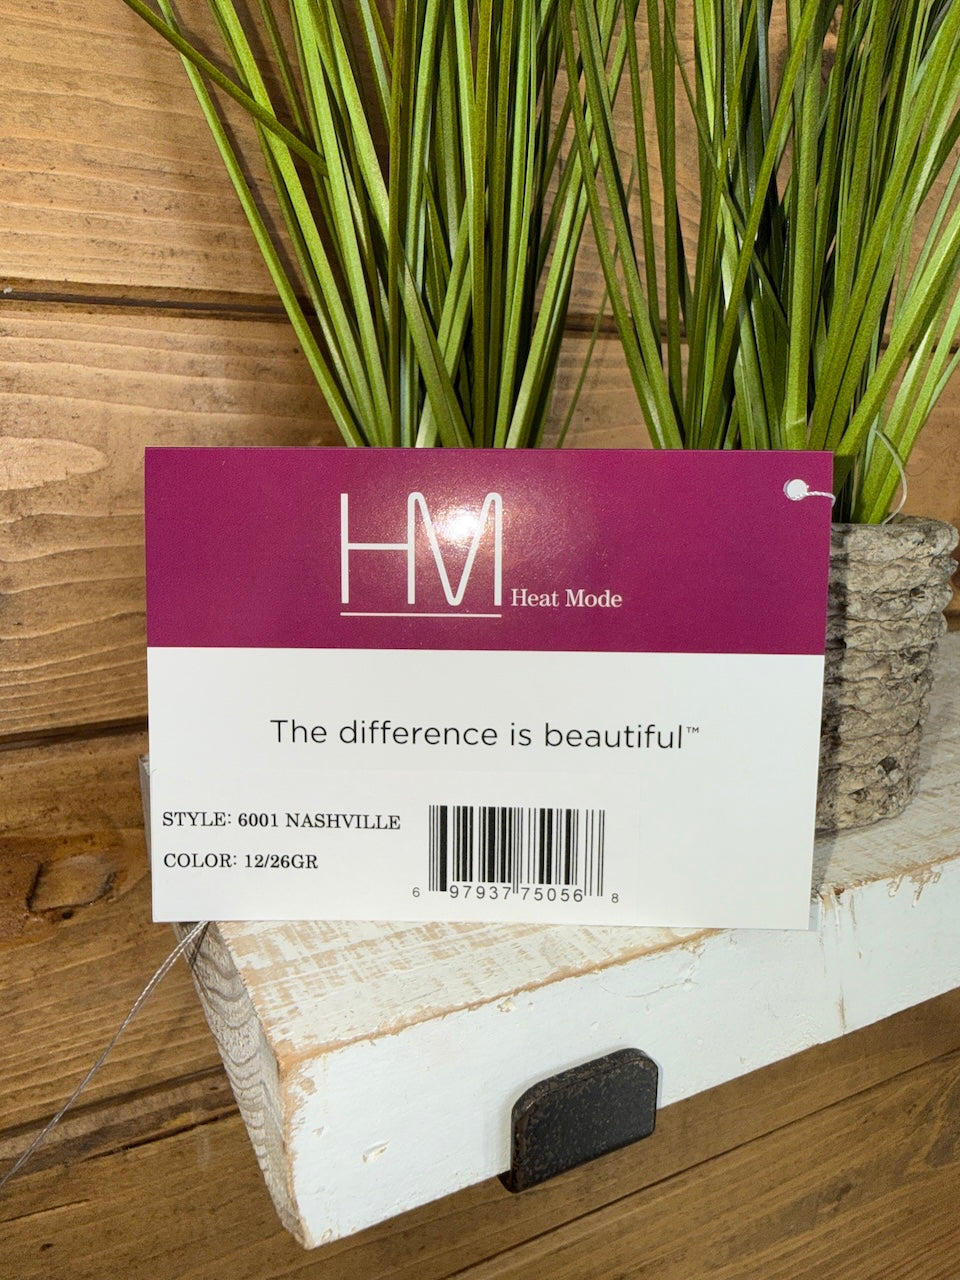 HM Heat Mode
The difference is beautiful™
STYLE: 6001 NASHVILLE
COLOR: 12/26GR
6 97937 75056 8